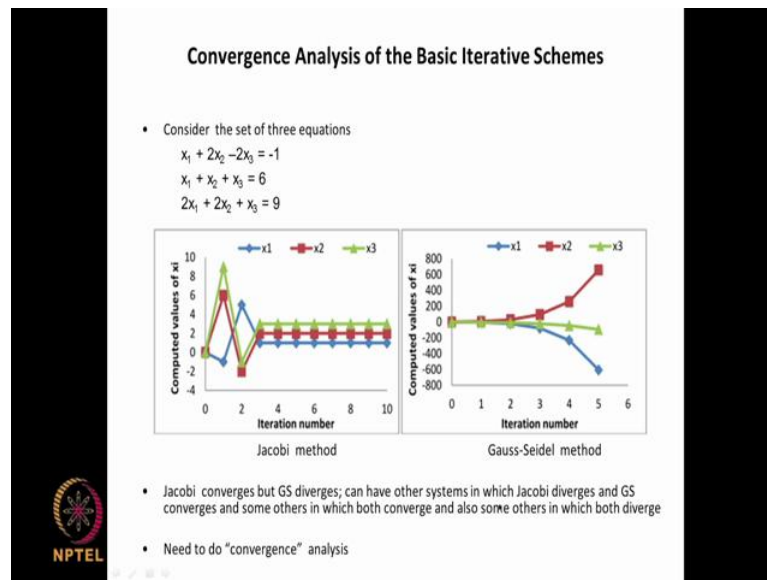 Convergence Analysis of the Basic Iterative Schemes
• Consider the set of three equations
x₁ + 2x₂ –2x₃ = -1
x₁ + x₂ + x₃ = 6
2x₁ + 2x₂ + x₃ = 9
x1 x2 x3
Computed values of xi
10
8
6
4
2
0
-2
-4
0 2 4 6 8 10
Iteration number
Jacobi method
x1 x2 x3
Computed values of xi
800
600
400
200
0
-200
-400
-600
-800
0 1 2 3 4 5 6
Iteration number
Gauss-Seidel method
• Jacobi converges but GS diverges; can have other systems in which Jacobi diverges and GS
converges and some others in which both converge and also some others in which both diverge
• Need to do “convergence” analysis
NPTEL